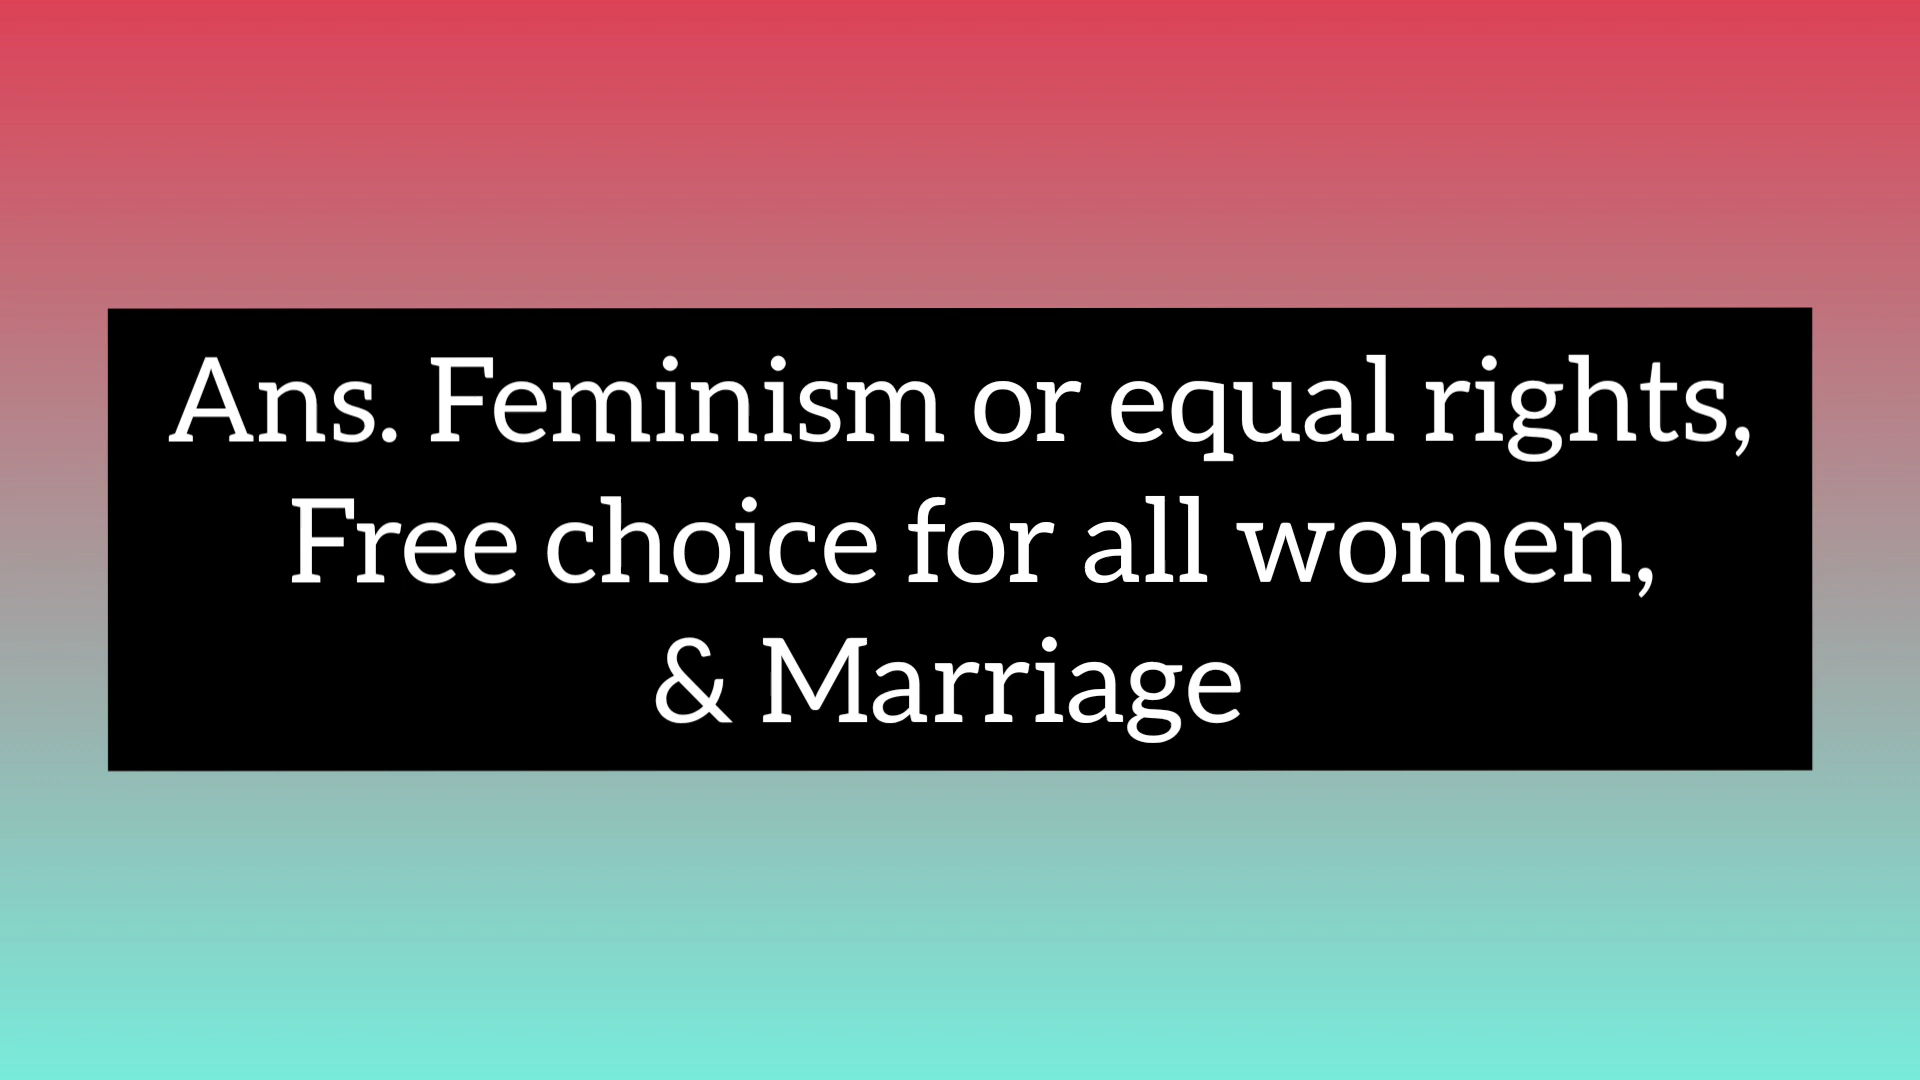 Ans. Feminism or equal rights,
Free choice for all women,
& Marriage